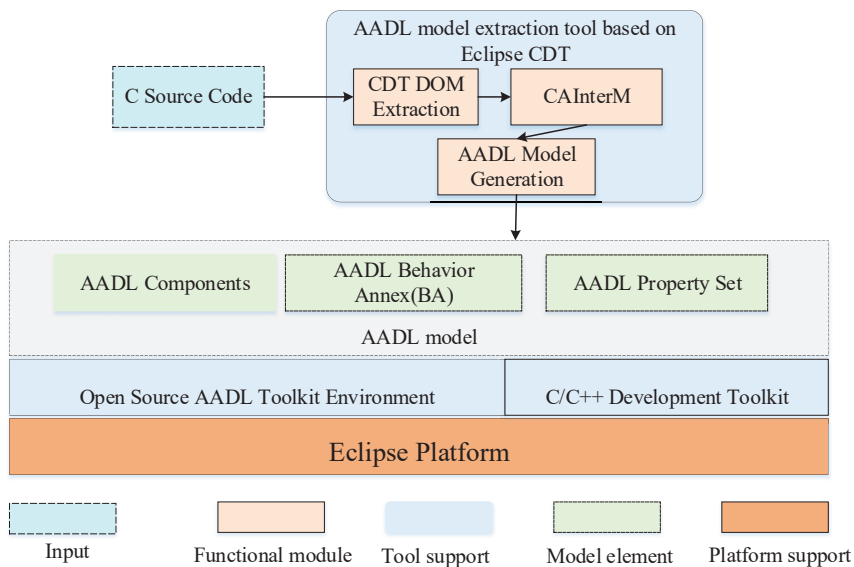 AADL model extraction tool based on
Eclipse CDT
C Source Code
CDT DOM
Extraction
CAInterM
AADL Model
Generation
AADL Components
AADL Behavior
Annex(BA)
AADL Property Set
AADL model
Open Source AADL Toolkit Environment
C/C++ Development Toolkit
Eclipse Platform
Input
Functional module
Tool support
Model element
Platform support